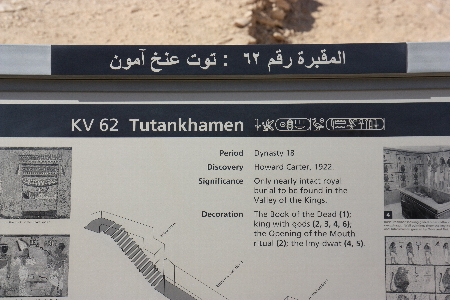 المقبرة رقم ٦٢ : توت عنخ آمون
KV 62 Tutankhamen
Period Dynasty 18
Discovery Howard Carter, 1922
Significance Only nearly intact royal
burial to be found in the
Valley of the Kings.
Decoration The Book of the Dead (1);
king with gods (2, 3, 4, 6);
the Opening of the Mouth
ritual (2); the Imydwat (4, 5).
4